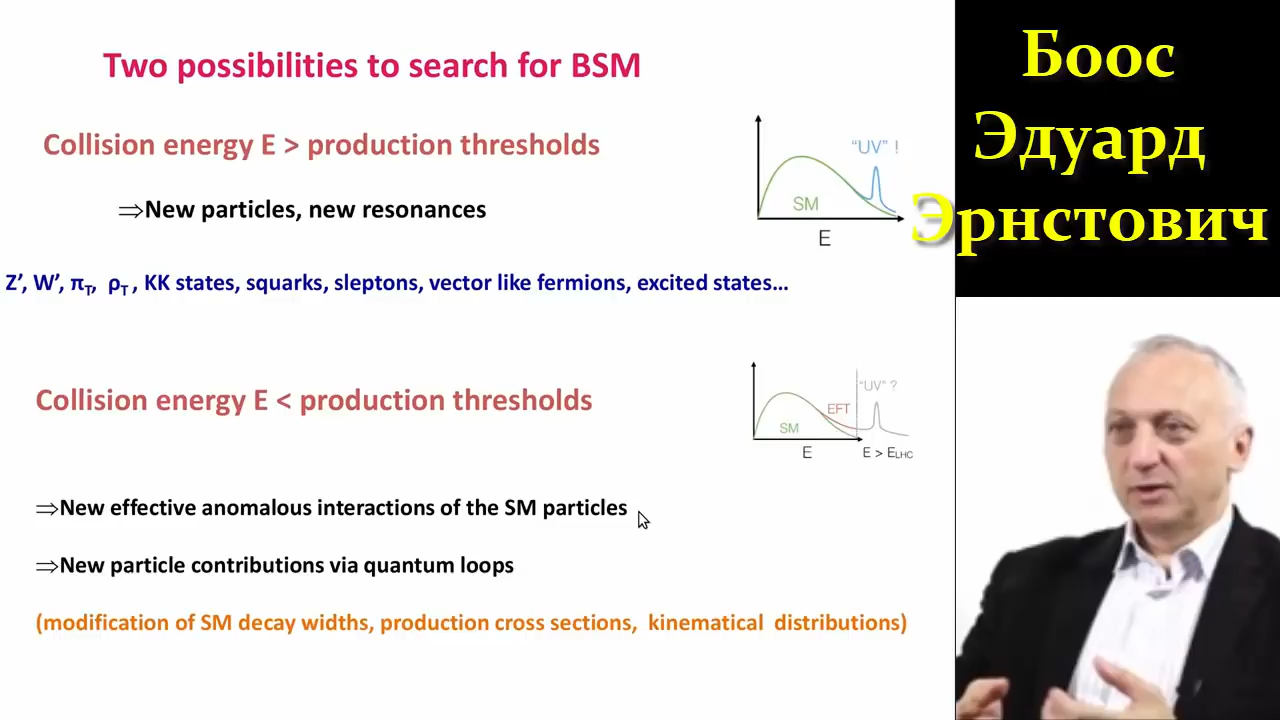 Two possibilities to search for BSM
Collision energy E > production thresholds
⇒New particles, new resonances
Z’, W’, πT, ρT , KK states, squarks, sleptons, vector like fermions, excited states…
“UV” !
SM
E
Collision energy E < production thresholds
“UV” ?
EFT
SM
E
E > ELHC
⇒New effective anomalous interactions of the SM particles
⇒New particle contributions via quantum loops
(modification of SM decay widths, production cross sections, kinematical distributions)
Боос
Эдуард
Эрнстович